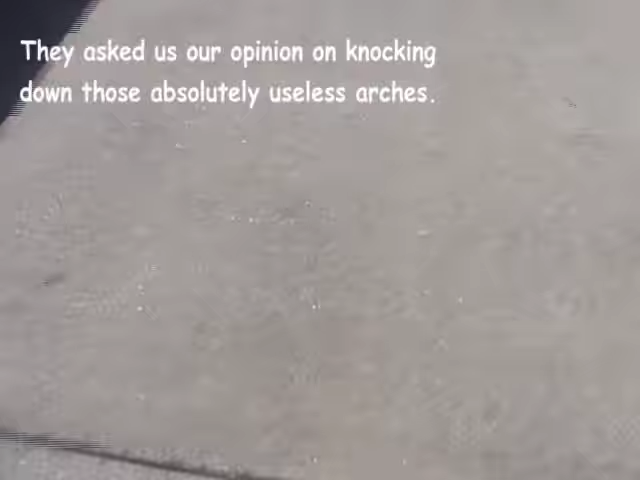 They asked us our opinion on knocking
down those absolutely useless arches.